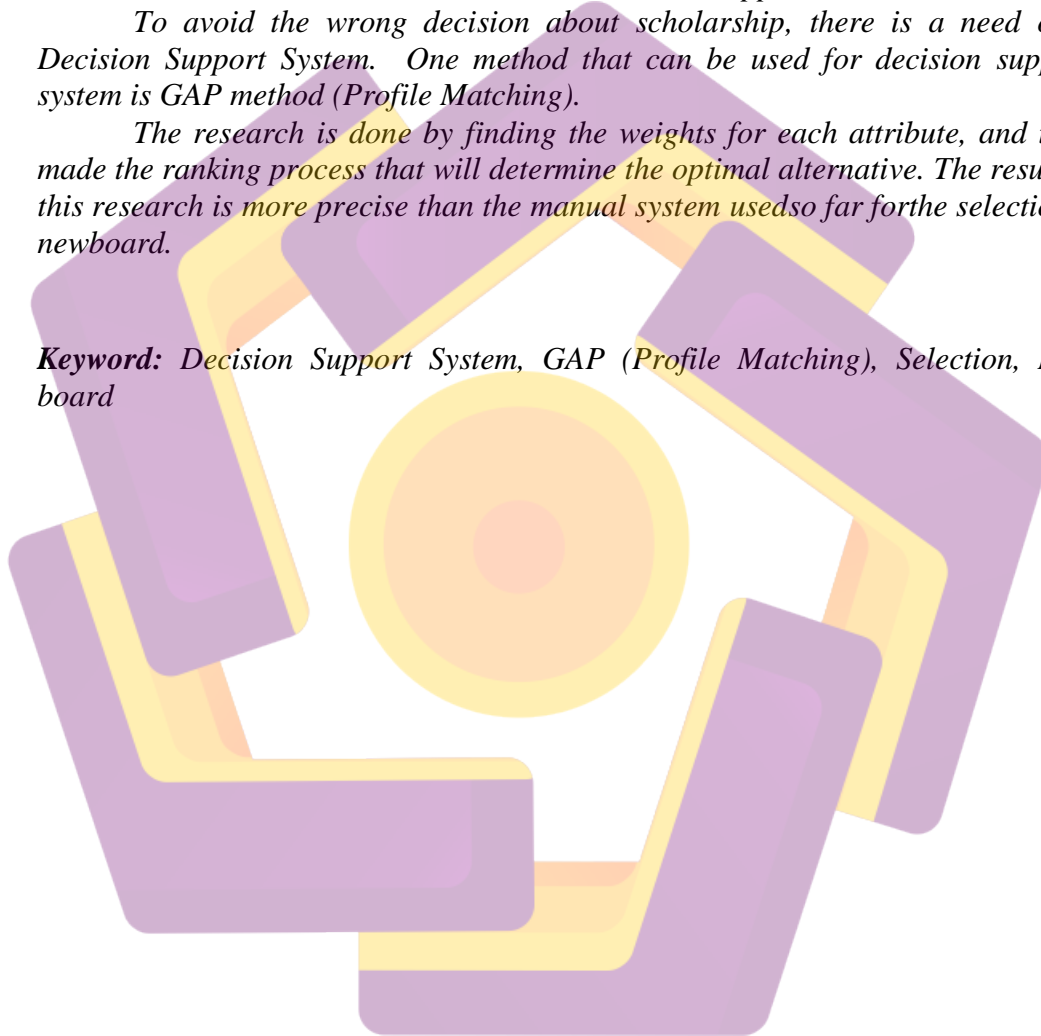 To avoid the wrong decision about scholarship, there is a need
Decision Support System. One method that can be used for decision
system is GAP method (Profile Matching).
The research is done by finding the weights for each attribute, and
made the ranking process that will determine the optimal alternative. The
this research is more precise than the manual system usedso far forthe
newboard.
Keyword: Decision Support System, GAP (Profile Matching), Selection,
board